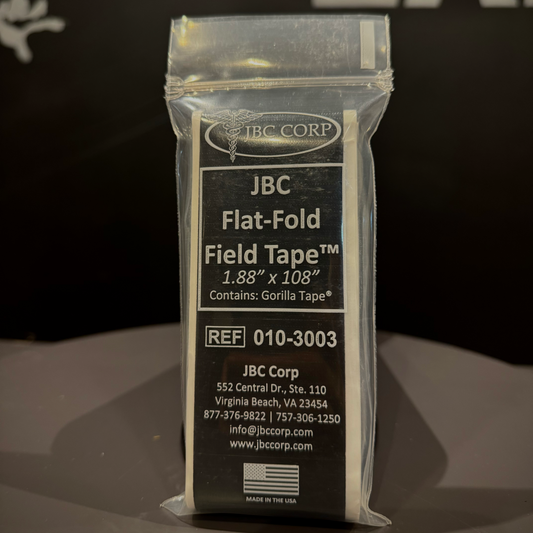 JBC CORP
JBC
Flat-Fold
Field Tape™
1.88" x 108"
Contains: Gorilla Tape®
REF 010-3003
JBC Corp
552 Central Dr., Ste. 110
Virginia Beach, VA 23454
877-376-9822 | 757-306-1250
info@jbccorp.com
www.jbccorp.com
MADE IN THE USA